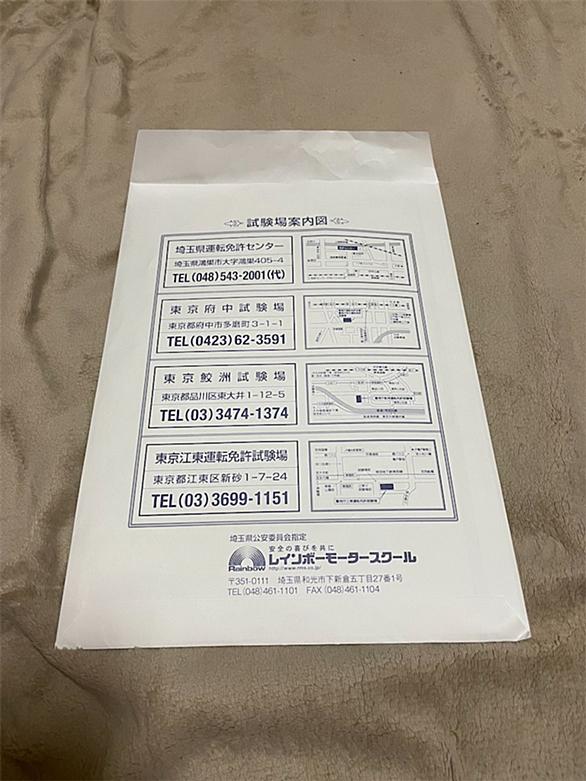 試験場案内図
埼玉県運転免許センター
埼玉県鴻巣市大字鴻巣405-4
TEL(048)543-2001(代)
東京府中試験場
東京都府中市多磨町3-1-1
TEL(0423)62-3591
東京鮫洲試験場
東京都品川区東大井1-12-5
TEL(03)3474-1374
東京江東運転免許試験場
東京都江東区新砂1-7-24
TEL(03)3699-1151
埼玉県公安委員会指定
安全の喜びを共に
レインボーモータースクール
Rainbow
http://www.rms.co.jp/
〒351-0111 埼玉県和光市下新倉五丁目27番1号
TEL(048)461-1101 FAX(048)461-1104